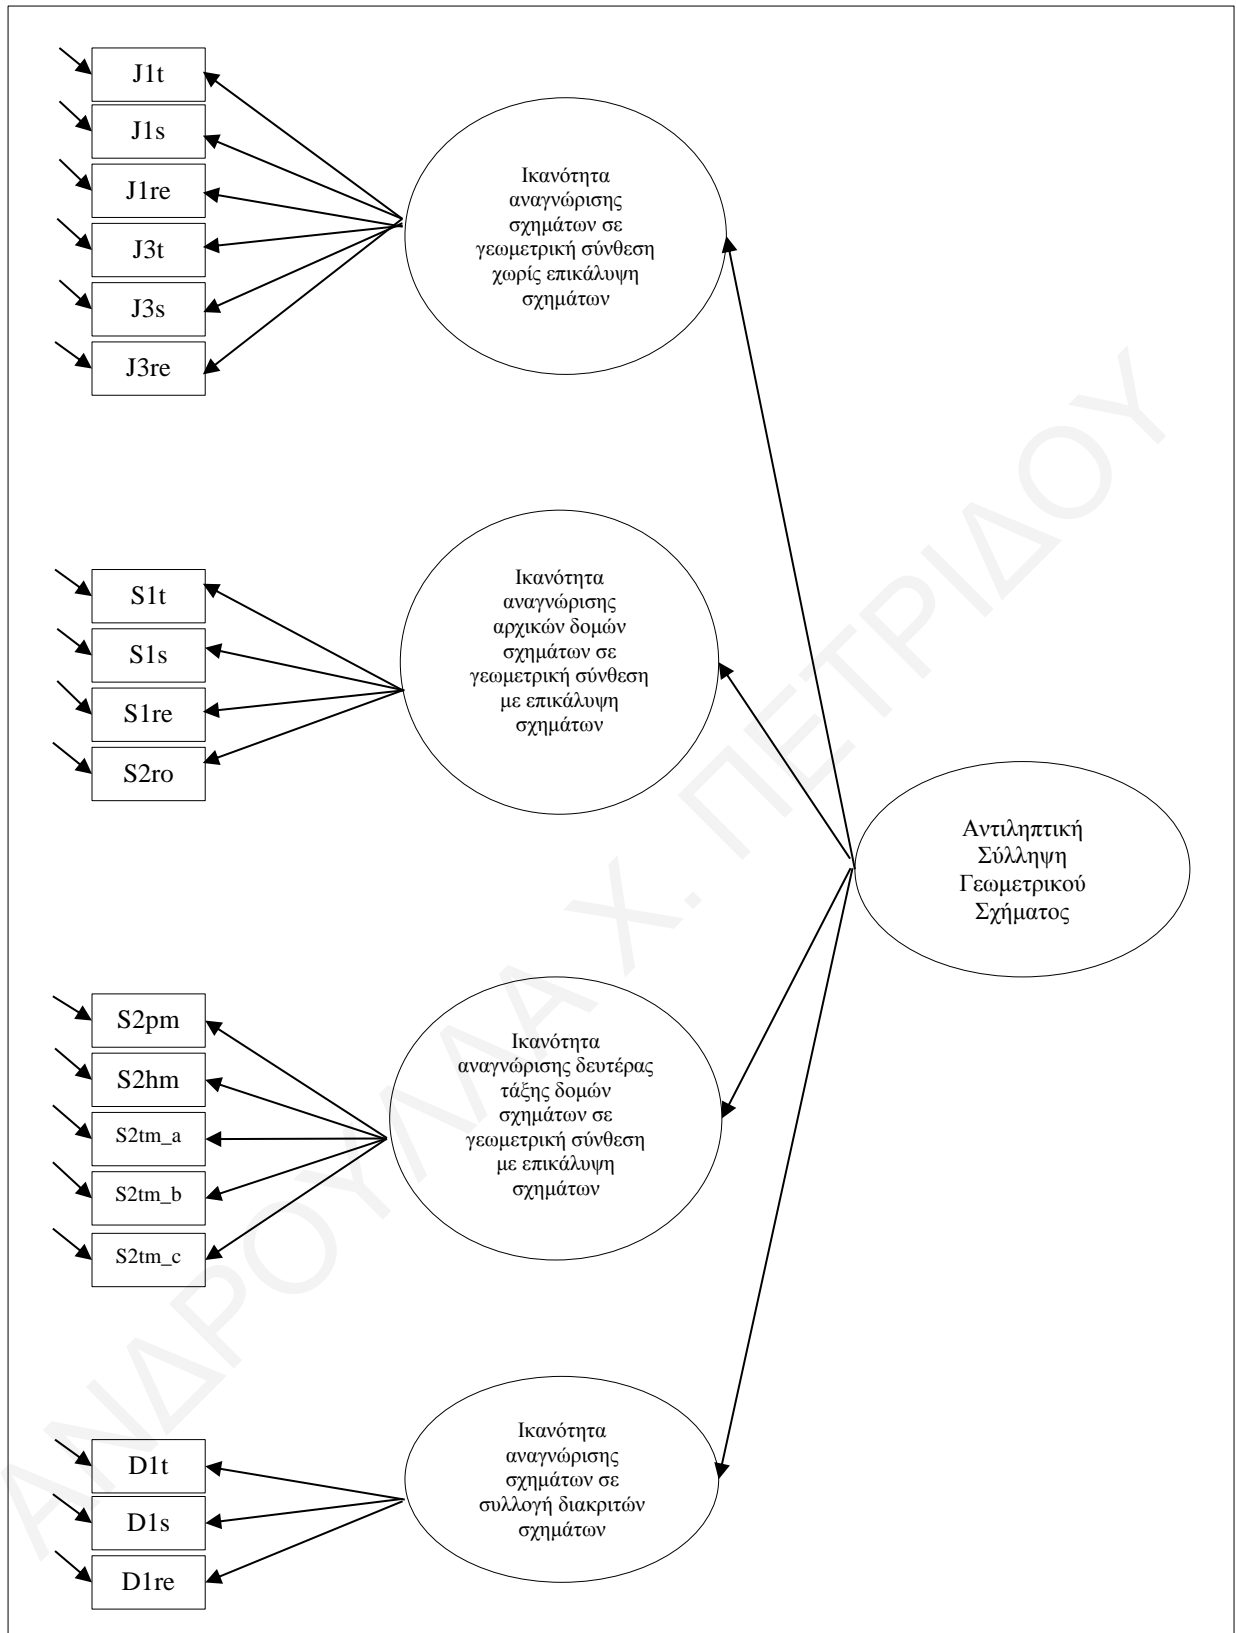 J1t
J1s
J1re
J3t
J3s
J3re
Ικανότητα
αναγνώρισης
σχημάτων σε
γεωμετρική σύνθεση
χωρίς επικάλυψη
σχημάτων
S1t
S1s
S1re
S2ro
Ικανότητα
αναγνώρισης
αρχικών δομών
σχημάτων σε
γεωμετρική σύνθεση
με επικάλυψη
σχημάτων
Αντιληπτική
Σύλληψη
Γεωμετρικού
Σχήματος
S2pm
S2hm
S2tm_a
S2tm_b
S2tm_c
Ικανότητα
αναγνώρισης δευτέρας
τάξης δομών
σχημάτων σε
γεωμετρική σύνθεση
με επικάλυψη
σχημάτων
D1t
D1s
D1re
Ικανότητα
αναγνώρισης
σχημάτων σε
συλλογή διακριτών
σχημάτων
ΑΝΔΡΟΥΛΛΑ Χ. ΠΕΤΡΙΔΟΥ